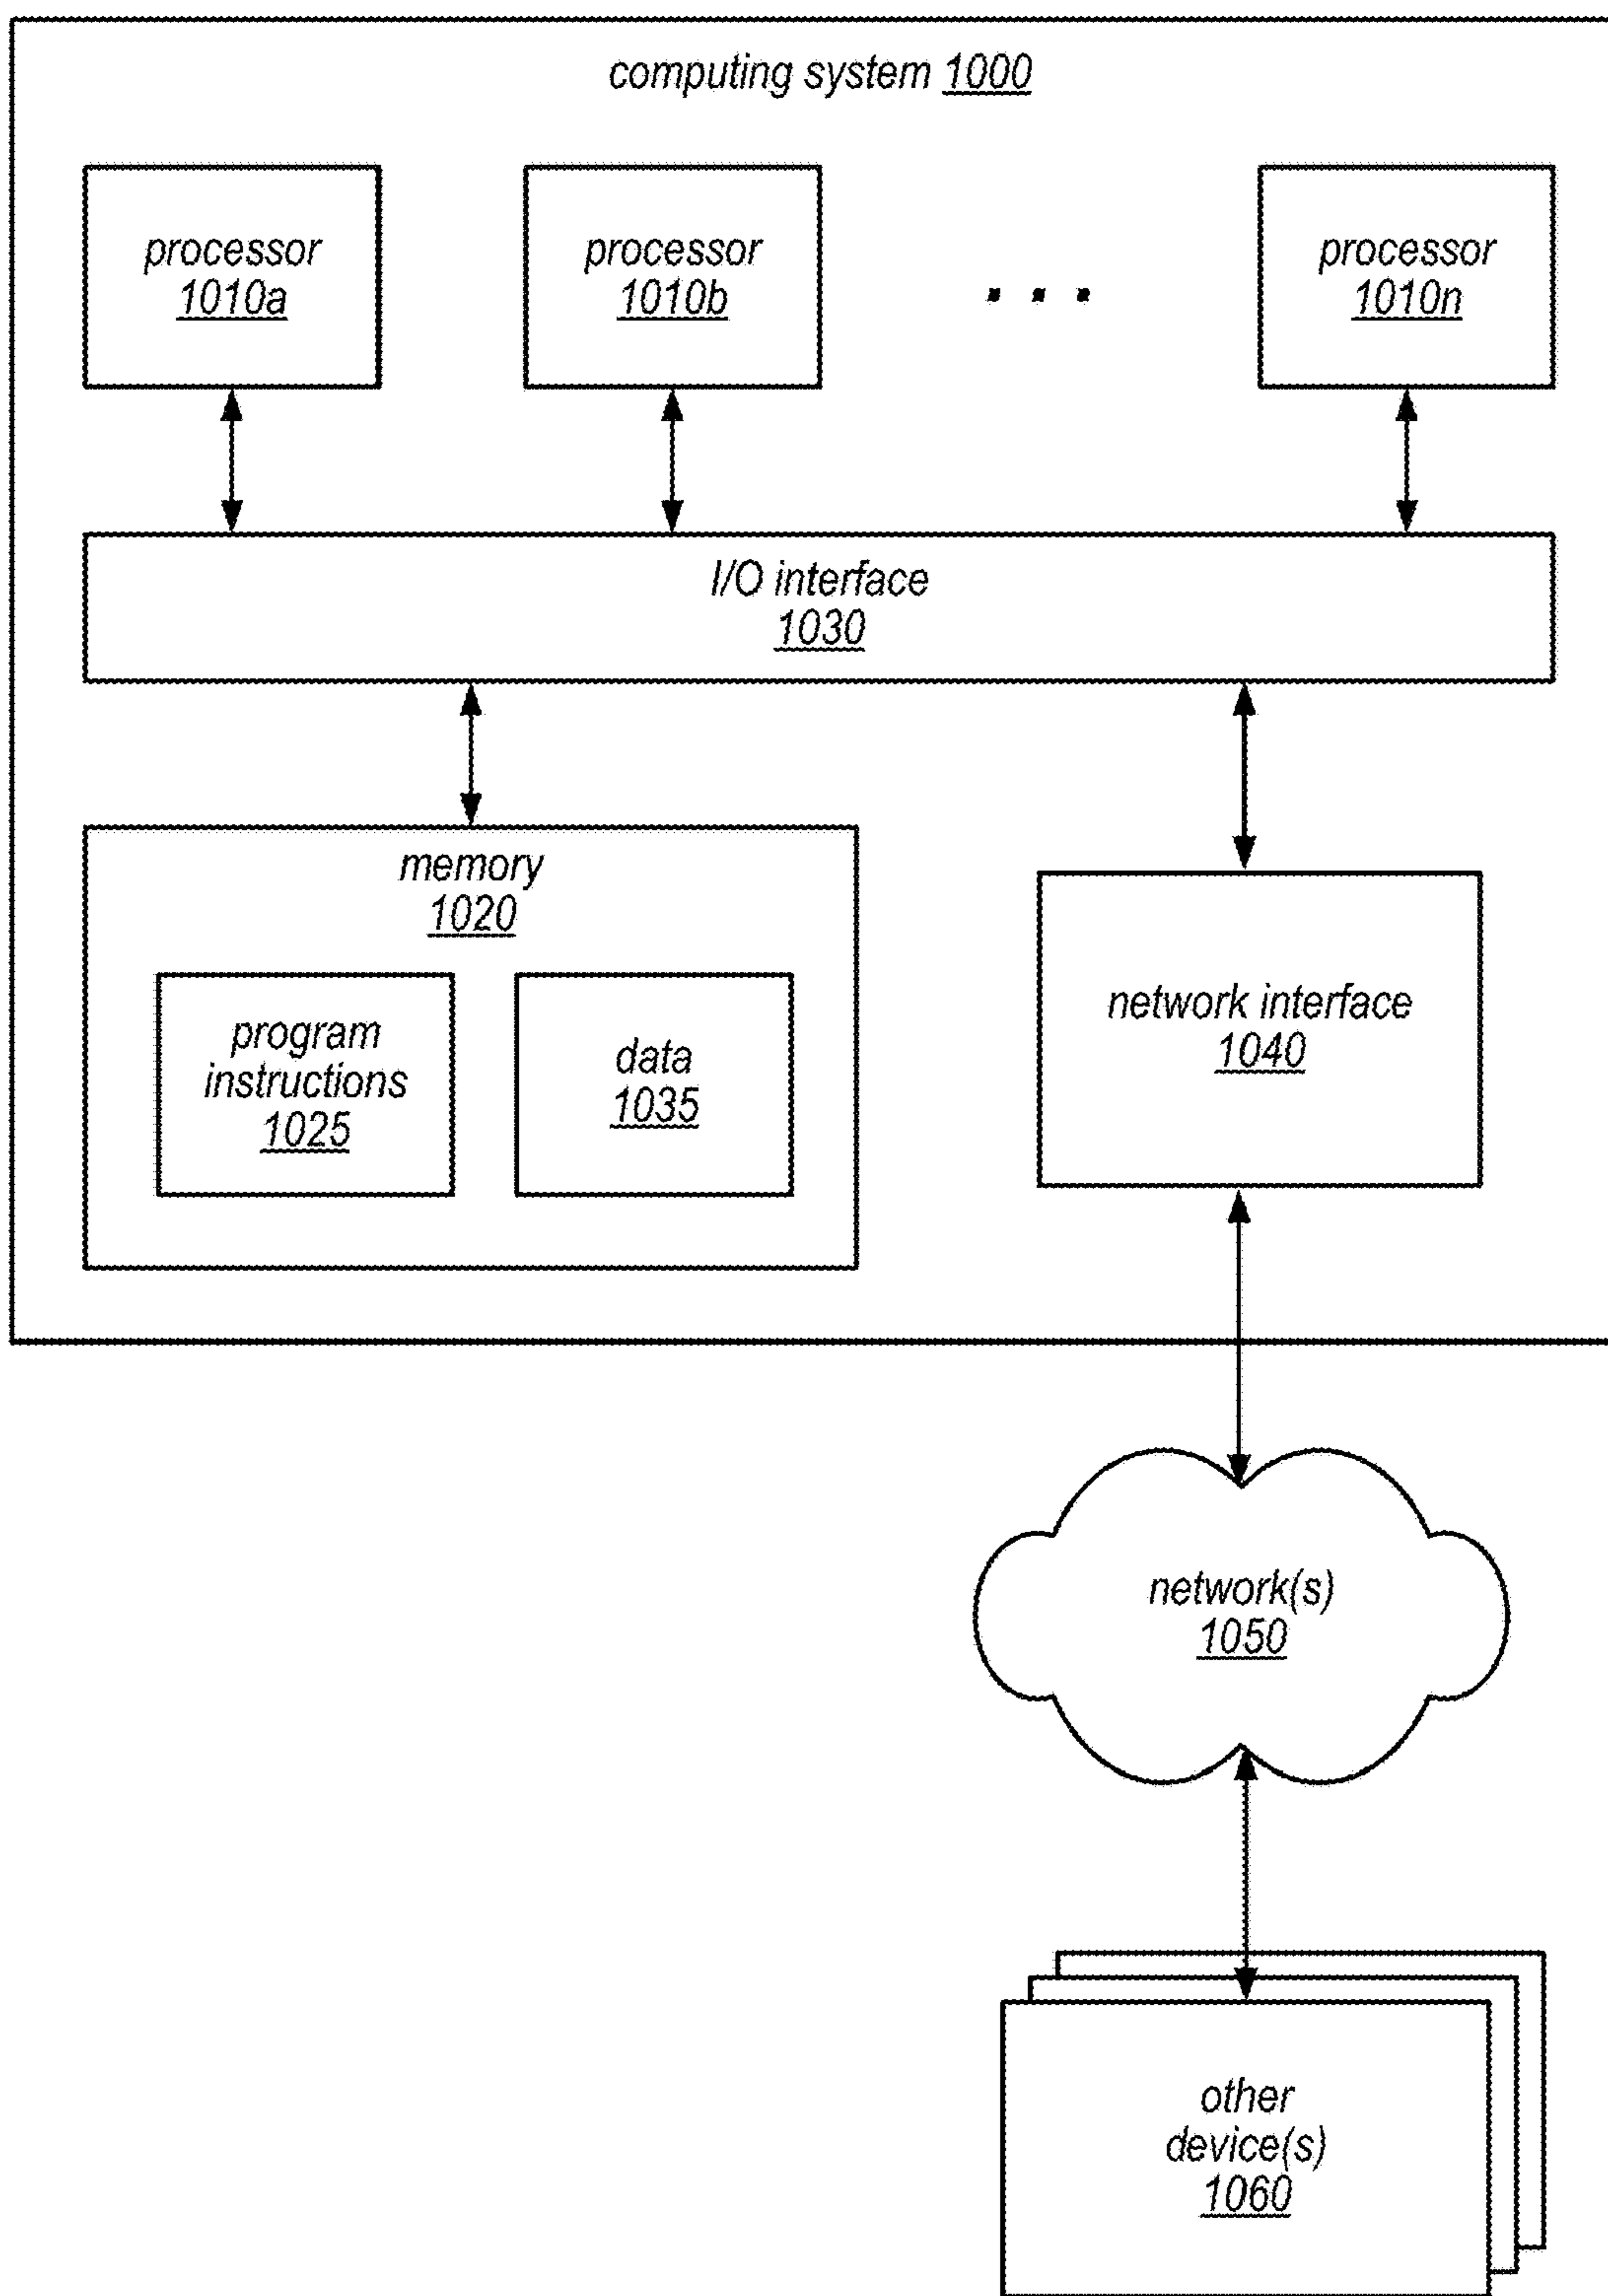 computing system 1000
processor
1010a
processor
1010b
. . .
processor
1010n
I/O interface
1030
memory
1020
program
instructions
1025
data
1035
network interface
1040
network(s)
1050
other
device(s)
1060